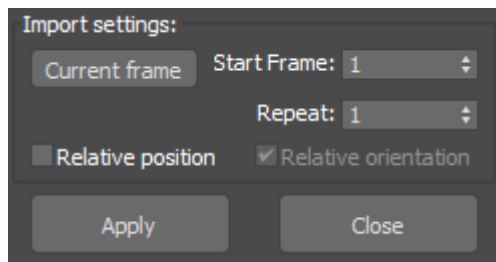 Import settings:
Current frame Start Frame: 1
Repeat: 1
Relative position Relative orientation
Apply Close